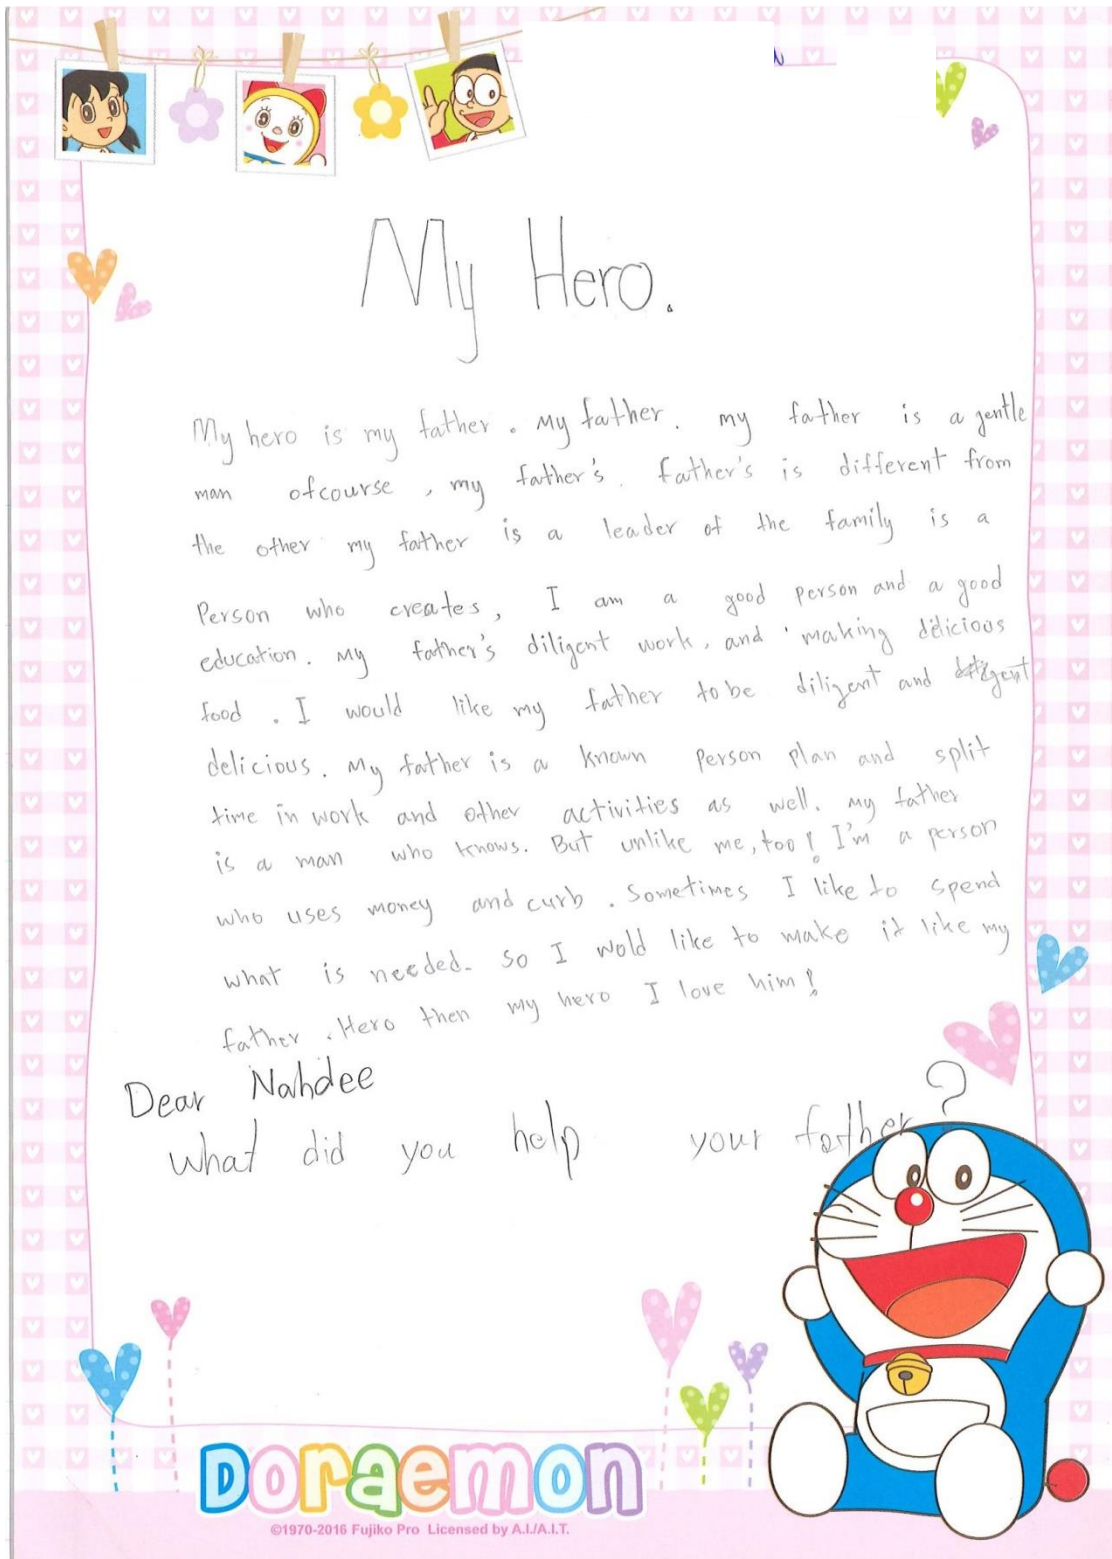 My Hero.
My hero is my father. My father. my father is a gentle
man ofcourse, my father's. father's is different from
the other my father is a leader of the family is a
Person who creates, I am a good person and a good
education. My father's diligent work, and making delicious
food. I would like my father to be diligent and
delicious. My father is a known Person plan and split
time in work and other activities as well. My father
is a man who knows. But unlike me, too! I'm a person
who uses money and curb. Sometimes I like to spend
what is needed. So I wold like to make it like my
father. Hero then my hero I love him!
Dear Nahdee
What did you help your father?
DORAEMON
©1970-2016 Fujiko Pro Licensed by A.I./A.I.T.